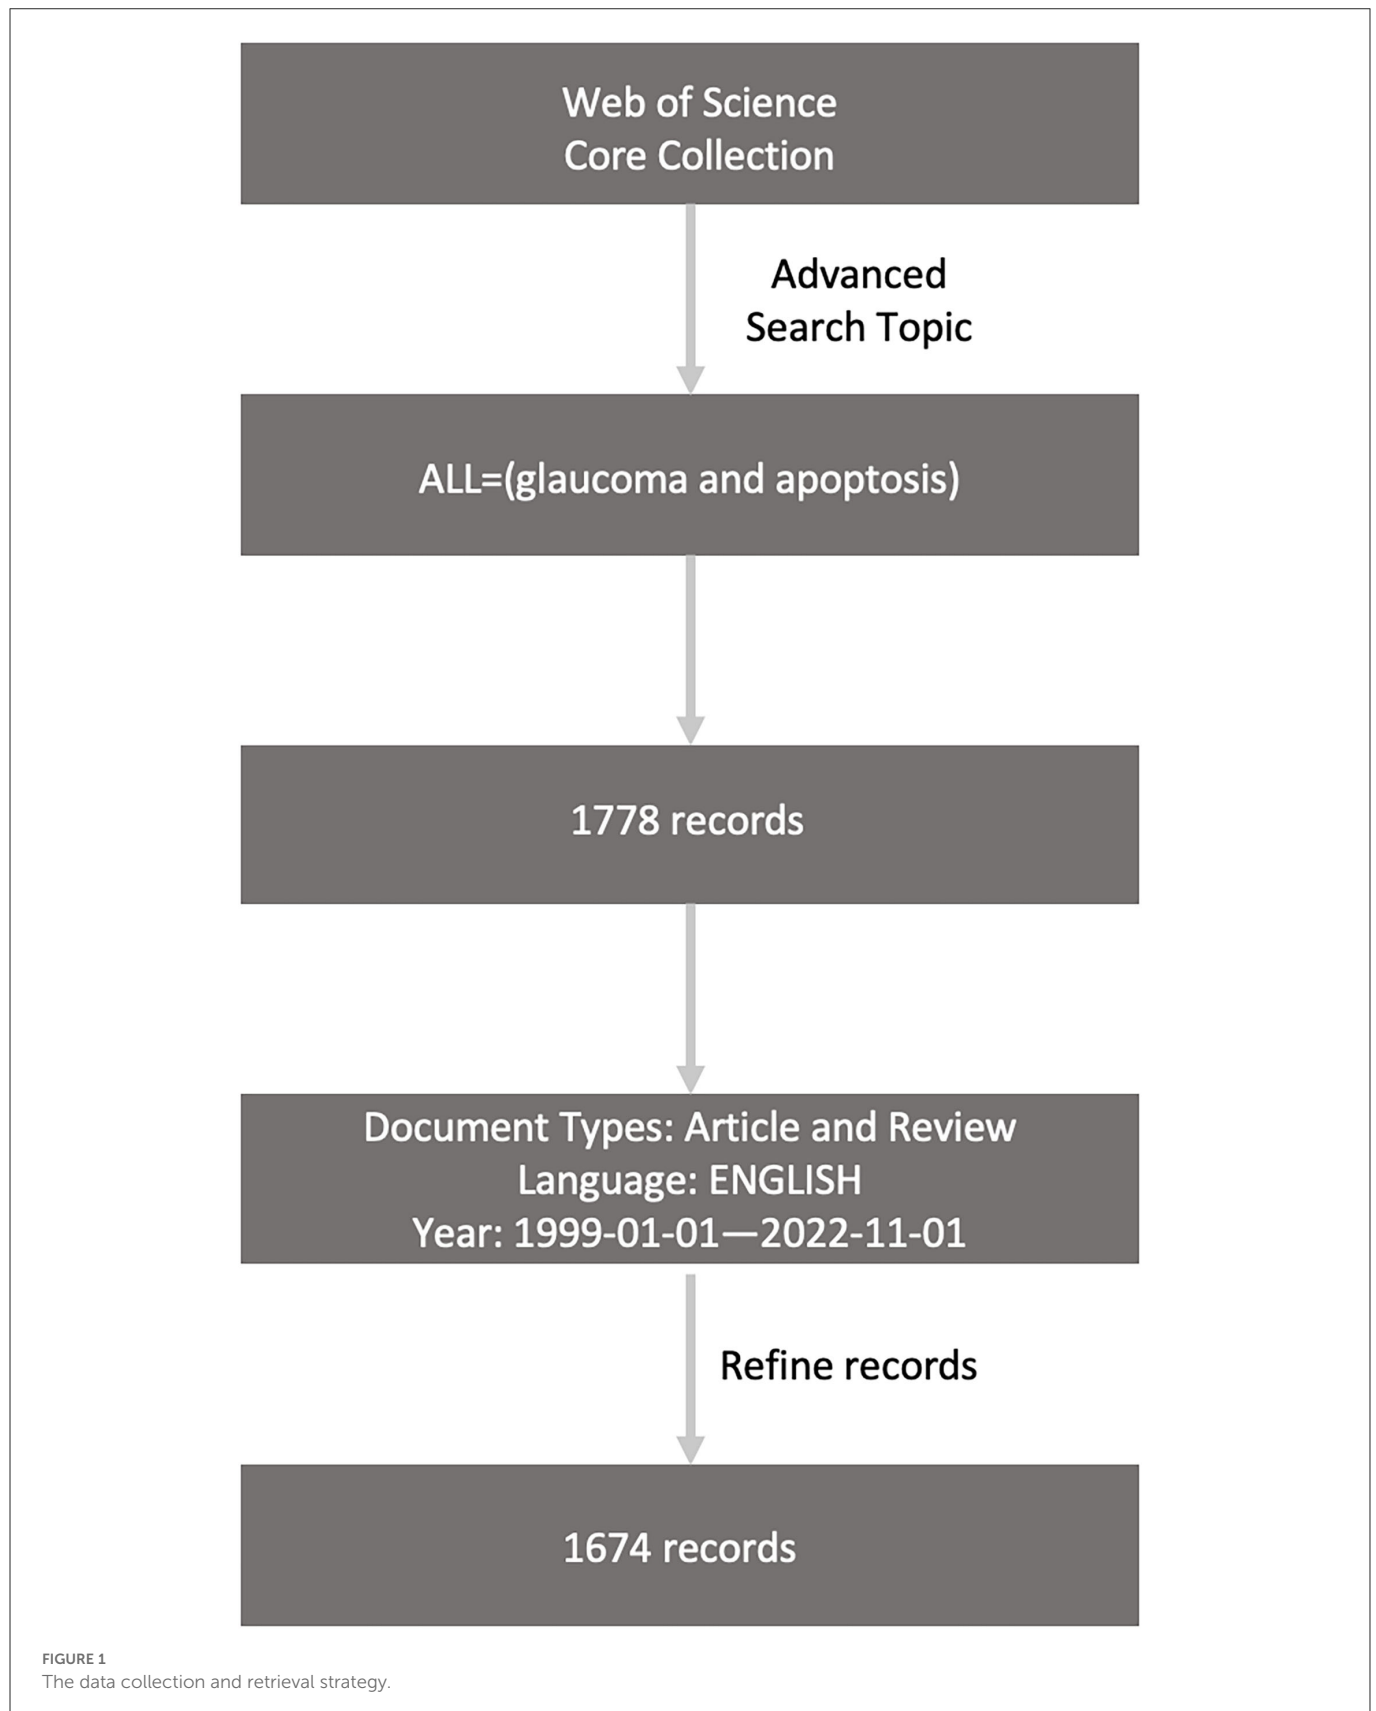 Web of Science
Core Collection
Advanced
Search Topic
ALL=(glaucoma and apoptosis)
1778 records
Document Types: Article and Review
Language: ENGLISH
Year: 1999-01-01—2022-11-01
Refine records
1674 records
FIGURE 1
The data collection and retrieval strategy.